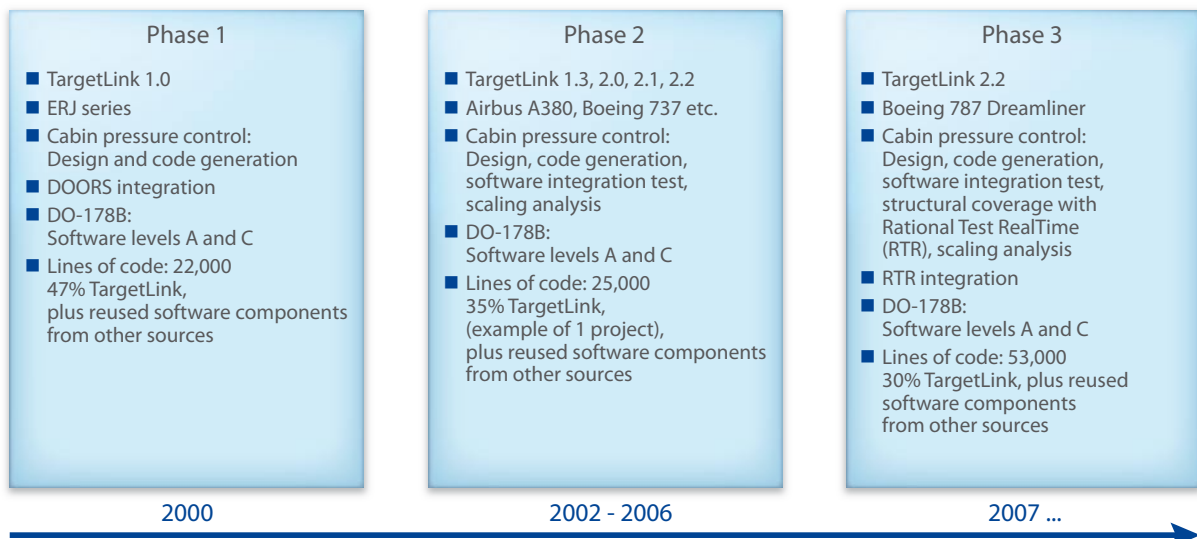 Phase 1
TargetLink 1.0
ERJ series
Cabin pressure control:
Design and code generation
DOORS integration
DO-178B:
Software levels A and C
Lines of code: 22,000
47% TargetLink,
plus reused software components
from other sources
2000
Phase 2
TargetLink 1.3, 2.0, 2.1, 2.2
Airbus A380, Boeing 737 etc.
Cabin pressure control:
Design, code generation,
software integration test,
scaling analysis
DO-178B:
Software levels A and C
Lines of code: 25,000
35% TargetLink,
(example of 1 project),
plus reused software components
from other sources
2002 - 2006
Phase 3
TargetLink 2.2
Boeing 787 Dreamliner
Cabin pressure control:
Design, code generation,
software integration test,
structural coverage with
Rational Test RealTime
(RTR), scaling analysis
RTR integration
DO-178B:
Software levels A and C
Lines of code: 53,000
30% TargetLink, plus reused
software components
from other sources
2007 ...